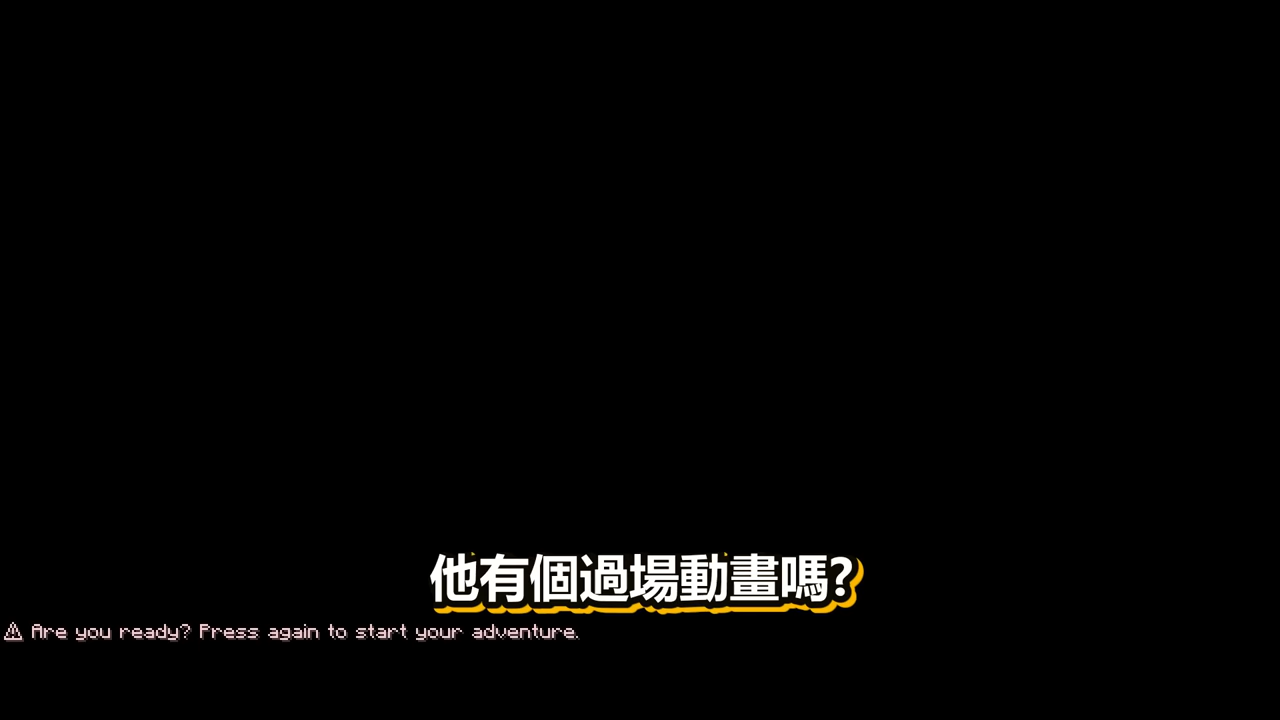 他有個過場動畫嗎?
⚠ Are you ready? Press again to start your adventure.